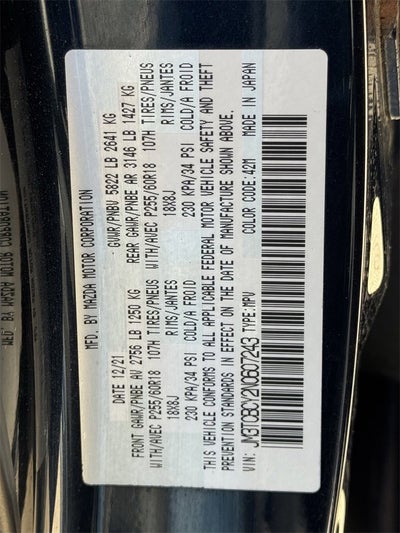 MFD. BY MAZDA MOTOR CORPORATION
DATE 12/21 GVWR/PNBV 5822 LB 2641 KG
FRONT GAWR/PNBE AV 2756 LB 1250 KG REAR GAWR/PNBE AR 3146 LB 1427 KG
WITH/AVEC P255/60R18 107H TIRES/PNEUS WITH/AVEC P255/60R18 107H TIRES/PNEUS
18X8J RIMS/JANTES 18X8J RIMS/JANTES
230 KPA/34 PSI COLD/A FROID 230 KPA/34 PSI COLD/A FROID
THIS VEHICLE CONFORMS TO ALL APPLICABLE FEDERAL MOTOR VEHICLE SAFETY AND THEFT
PREVENTION STANDARDS IN EFFECT ON THE DATE OF MANUFACTURE SHOWN ABOVE.
COLOR CODE: 42M MADE IN JAPAN
VIN: JM3TCBCY2N0607243 TYPE: MPV